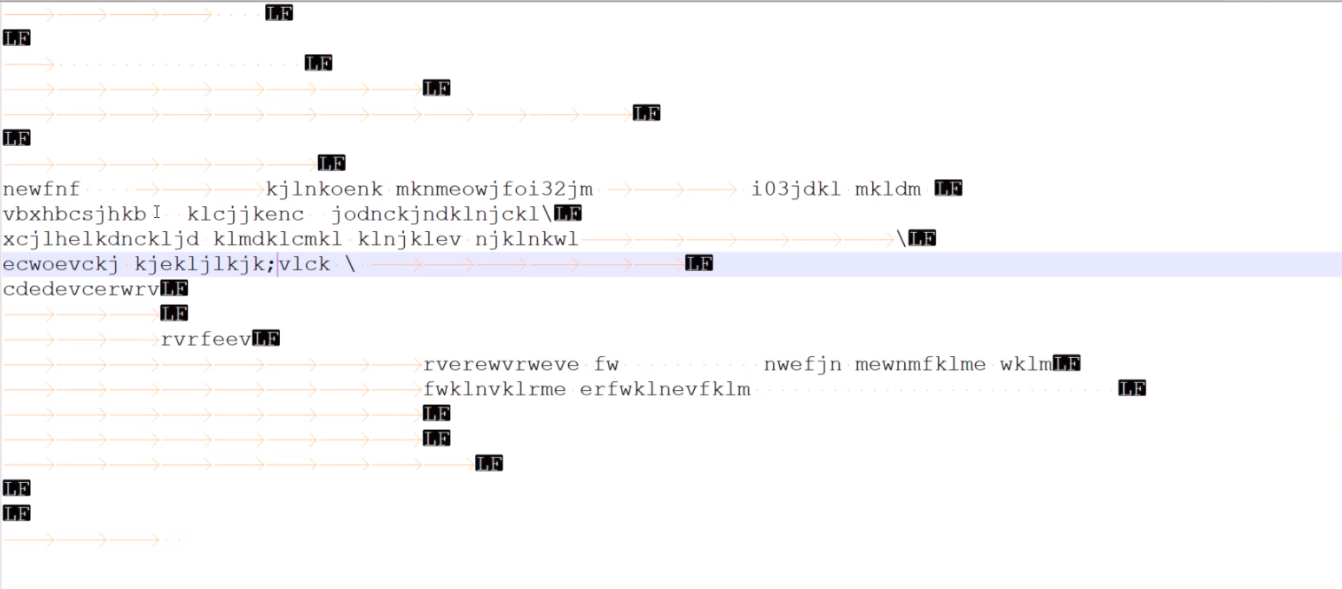 LF
LF
LF
LF
LF
LF
LF
newfnf kjlnkoenk mknmeowjfoi32jm i03jdkl mkldm LF
vbxhbcsjhkb klcjjkenc jodnckjndklnjckl\LF
xcjlhelkdnckljd klmdklcmkl klnjklev njklnkwl \LF
ecwoevckj kjekljlkjk;vlck \ LF
cdedevcerwrvLF
LF
rvrfeevLF
rverewvrweve fw nwefjn mewnmfklme wklmLF
fwklnvklrme erfwklnevfklm LF
LF
LF
LF
LF
LF